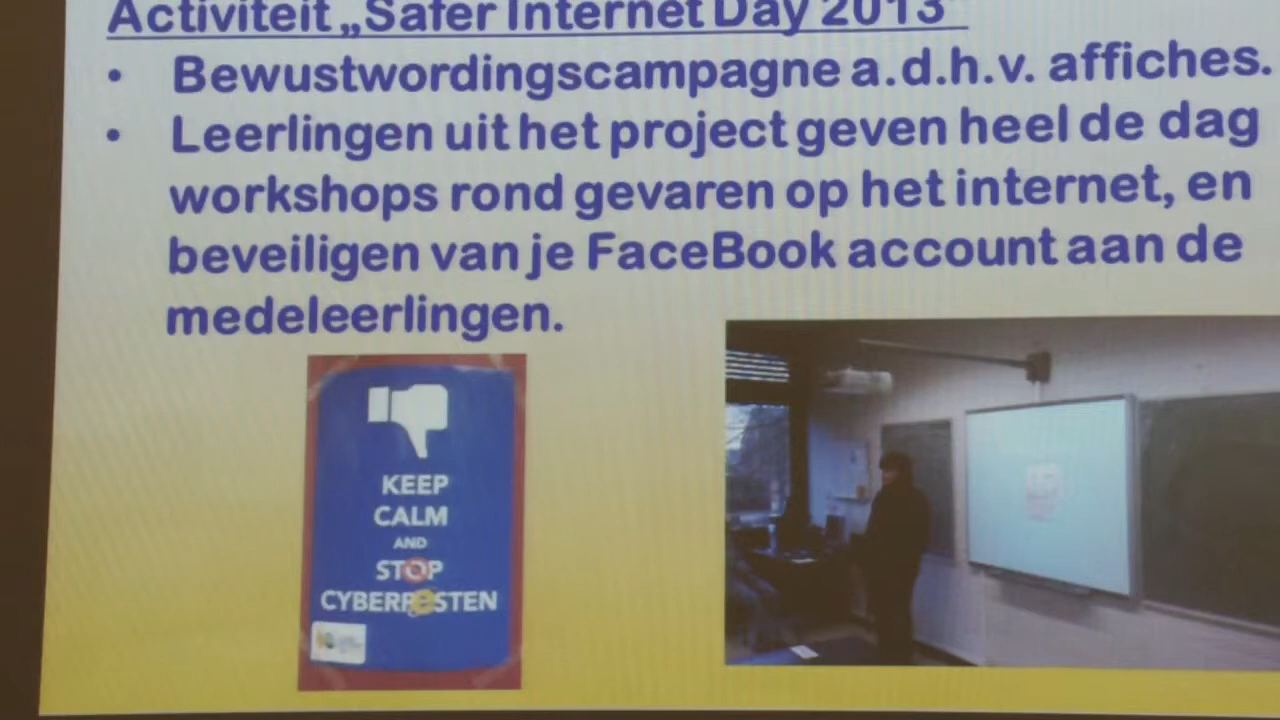 Activiteit „Safer Internet Day 2013"
• Bewustwordingscampagne a.d.h.v. affiches.
• Leerlingen uit het project geven heel de dag
workshops rond gevaren op het internet, en
beveiligen van je FaceBook account aan de
medeleerlingen.
KEEP
CALM
AND
STOP
CYBERPESTEN